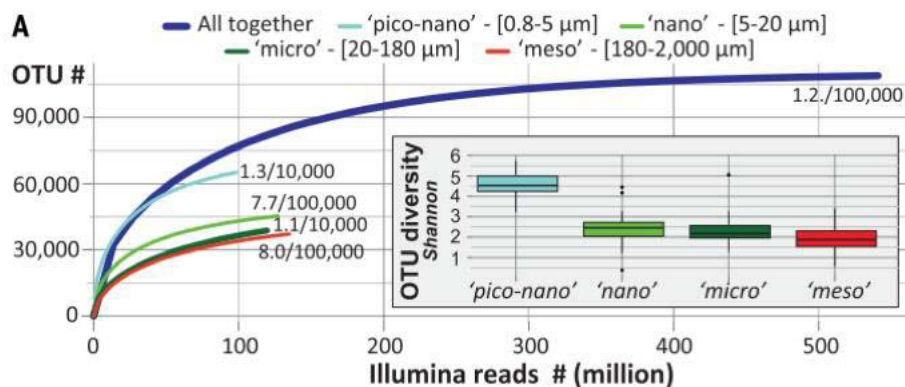 A
All together 'pico-nano' - [0.8-5 µm] 'nano' - [5-20 µm]
'micro' - [20-180 µm] 'meso' - [180-2,000 µm]
OTU #
90,000
60,000
30,000
0
1.2./100,000
1.3/10,000
7.7/100,000
1.1/10,000
8.0/100,000
OTU diversity
Shannon
6
5
4
3
2
1
'pico-nano' 'nano' 'micro' 'meso'
0 100 200 300 400 500
Illumina reads # (million)